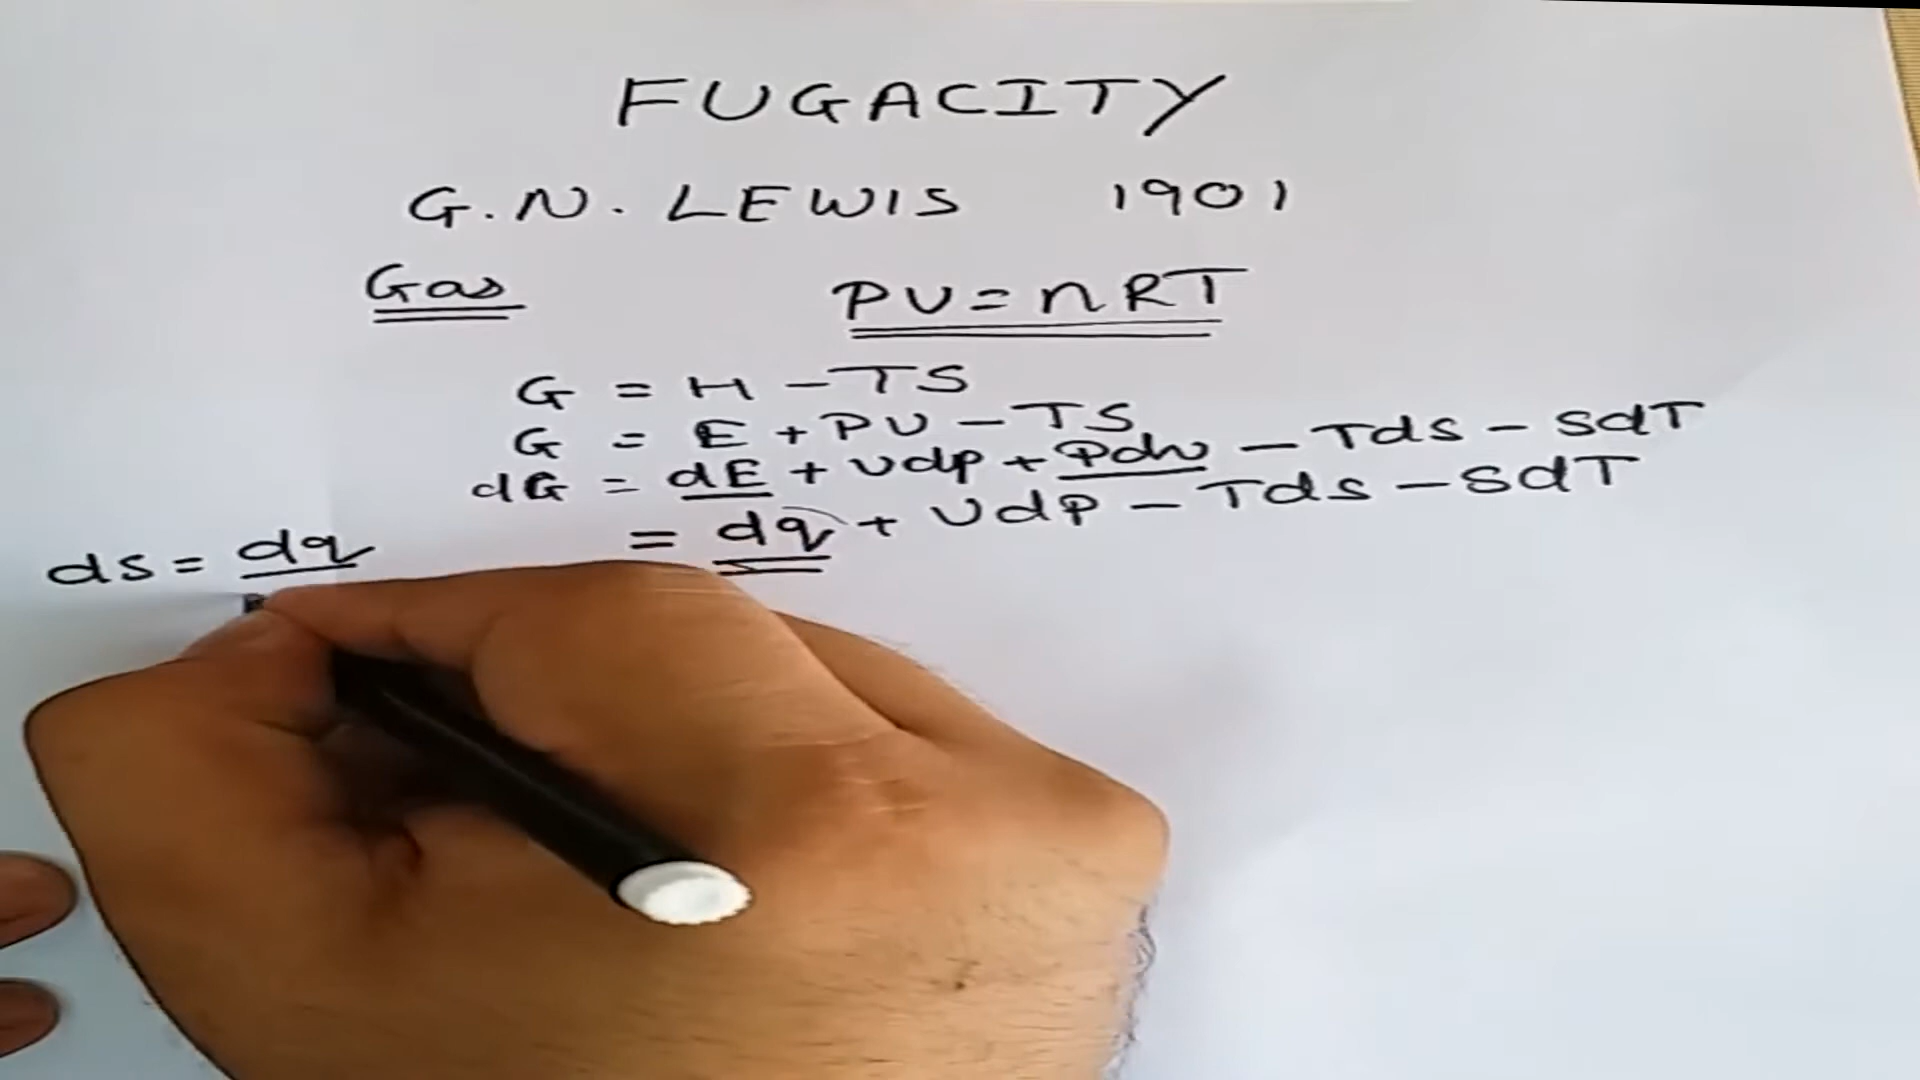 FUGACITY
G.N. LEWIS 1901
Gas PV=nRT
G = H - TS
G = E + PV - TS
dG = dE + vdp + Pdv - Tds - SdT
= dq + vdp - Tds - SdT
ds = dq